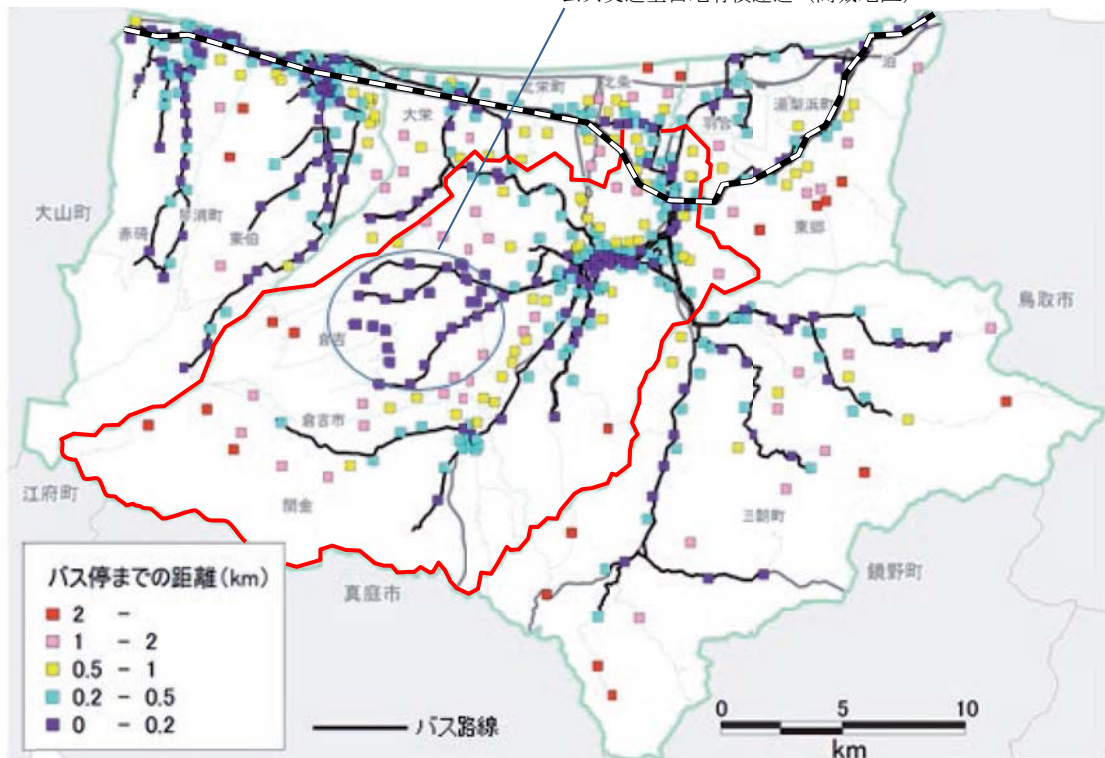 大山町
赤碕
琴浦町
東伯
大栄
北栄町
北条
羽合
湯梨浜町
泊
東郷
鳥取市
倉吉
倉吉市
関金
江府町
真庭市
三朝町
鏡野町
バス停までの距離(km)
2 -
1 - 2
0.5 - 1
0.2 - 0.5
0 - 0.2
バス路線
0 5 10
km